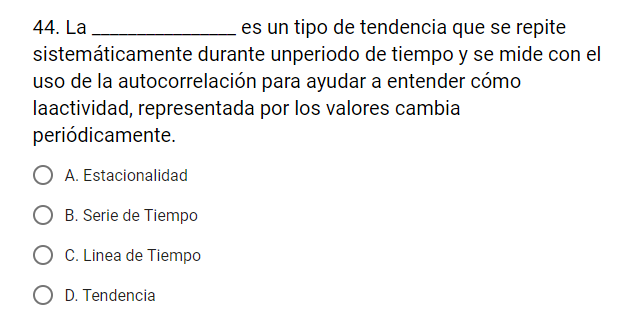 44. La ________________ es un tipo de tendencia que se repite
sistemáticamente durante unperiodo de tiempo y se mide con el
uso de la autocorrelación para ayudar a entender cómo
laactividad, representada por los valores cambia
periódicamente.
A. Estacionalidad
B. Serie de Tiempo
C. Linea de Tiempo
D. Tendencia